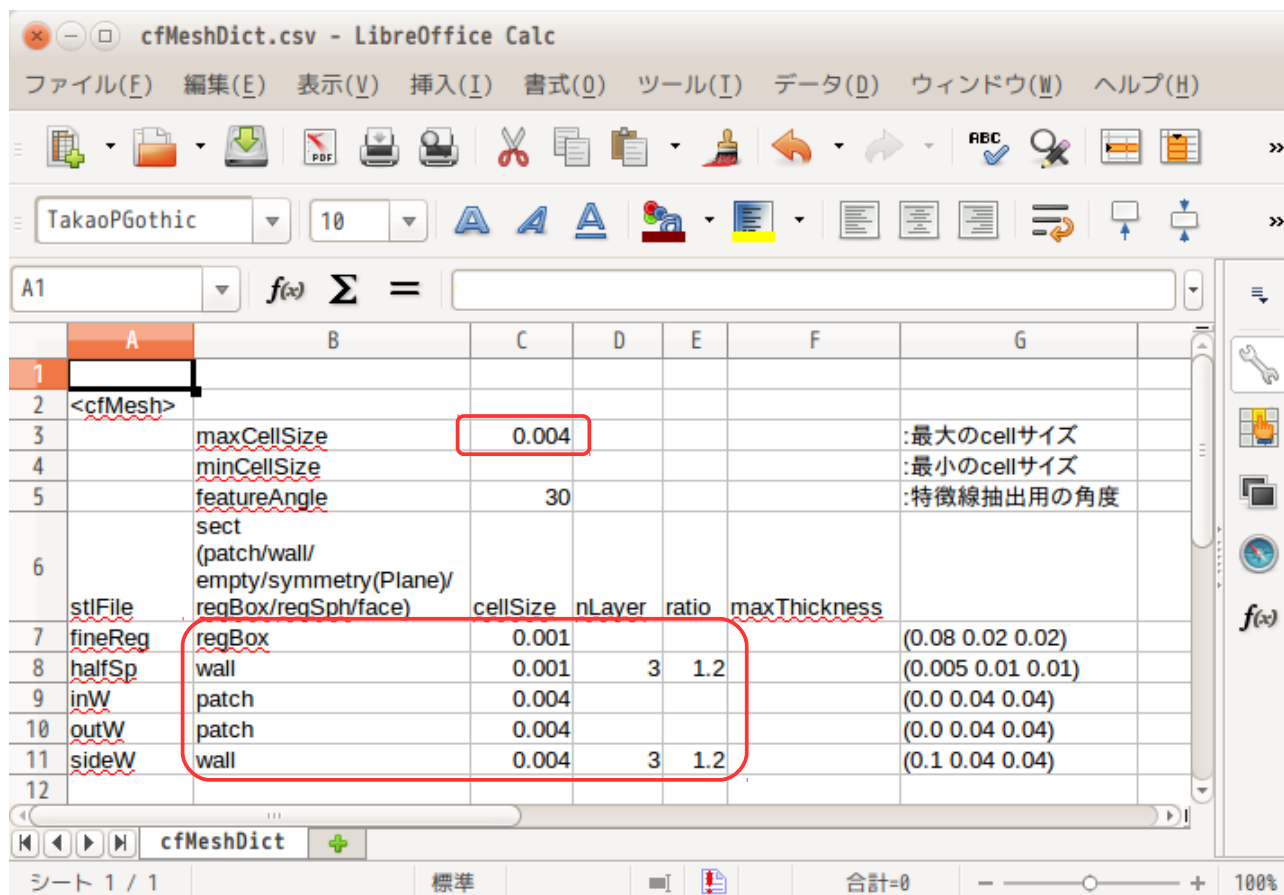 cfMeshDict.csv - LibreOffice Calc
ファイル(F) 編集(E) 表示(V) 挿入(I) 書式(O) ツール(T) データ(D) ウィンドウ(W) ヘルプ(H)
PDF ABC »
TakaoPGothic 10 a »
A1 f(x) Σ =
A B C D E F G
1
2 <cfMesh>
3 maxCellSize 0.004 :最大のcellサイズ
4 minCellSize :最小のcellサイズ
5 featureAngle 30 :特徴線抽出用の角度
sect
(patch/wall/
6 empty/symmetry(Plane)/
stlFile regBox/regSph/face) cellSize nLayer ratio maxThickness
f(x)
7 fineReg regBox 0.001 (0.08 0.02 0.02)
8 halfSp wall 0.001 3 1.2 (0.005 0.01 0.01)
9 inW patch 0.004 (0.0 0.04 0.04)
10 outW patch 0.004 (0.0 0.04 0.04)
11 sideW wall 0.004 3 1.2 (0.1 0.04 0.04)
12
cfMeshDict
シート 1 / 1 標準 合計=0 100%